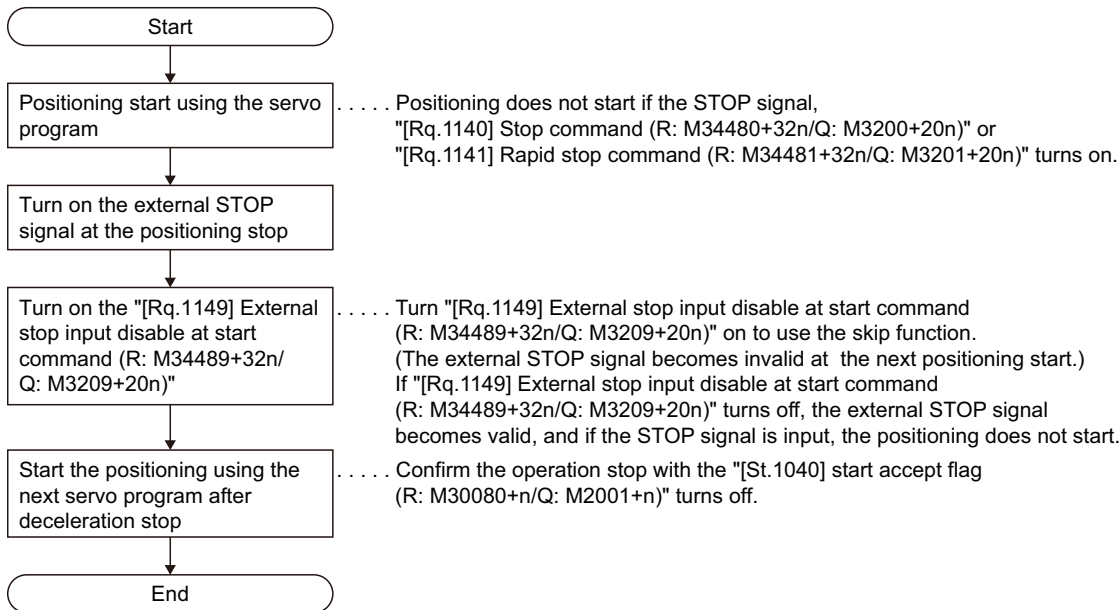 Start
Positioning start using the servo
program
. . . . . Positioning does not start if the STOP signal,
"[Rq.1140] Stop command (R: M34480+32n/Q: M3200+20n)" or
"[Rq.1141] Rapid stop command (R: M34481+32n/Q: M3201+20n)" turns on.
Turn on the external STOP
signal at the positioning stop
Turn on the "[Rq.1149] External
stop input disable at start
command (R: M34489+32n/
Q: M3209+20n)"
. . . . . Turn "[Rq.1149] External stop input disable at start command
(R: M34489+32n/Q: M3209+20n)" on to use the skip function.
(The external STOP signal becomes invalid at the next positioning start.)
If "[Rq.1149] External stop input disable at start command
(R: M34489+32n/Q: M3209+20n)" turns off, the external STOP signal
becomes valid, and if the STOP signal is input, the positioning does not start.
Start the positioning using the
next servo program after
deceleration stop
. . . . . Confirm the operation stop with the "[St.1040] start accept flag
(R: M30080+n/Q: M2001+n)" turns off.
End